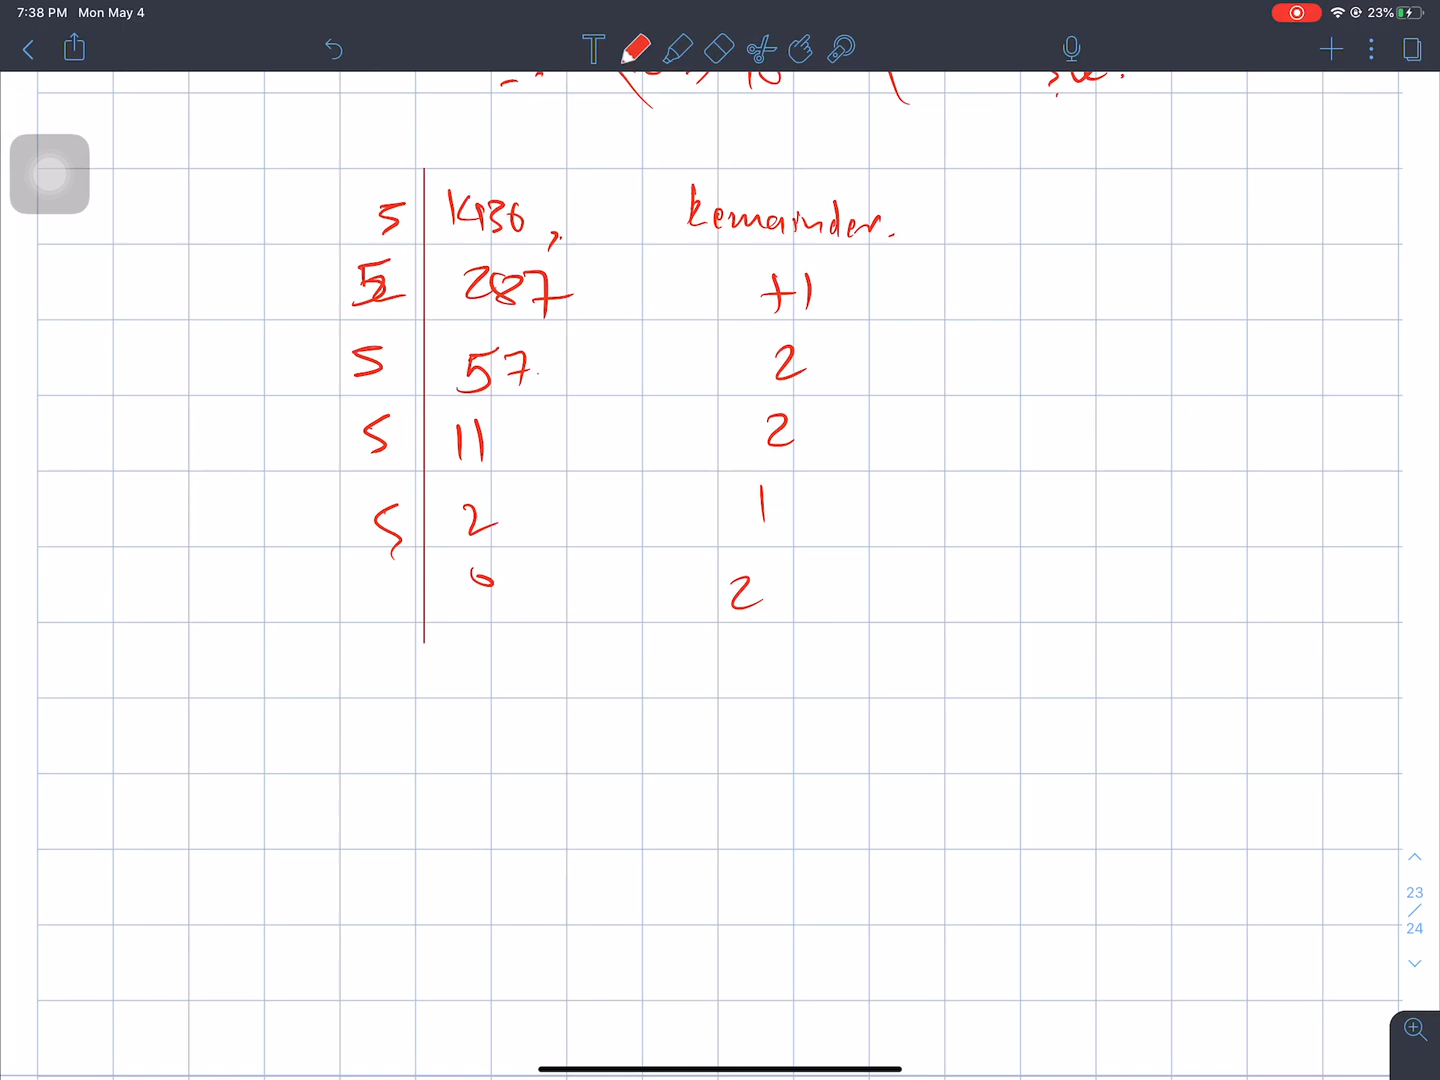 7:38 PM Mon May 4 23%
5 1436, Remainder.
5 287 +1
5 57 2
5 11 2
5 2 1
0 2
23
/
24